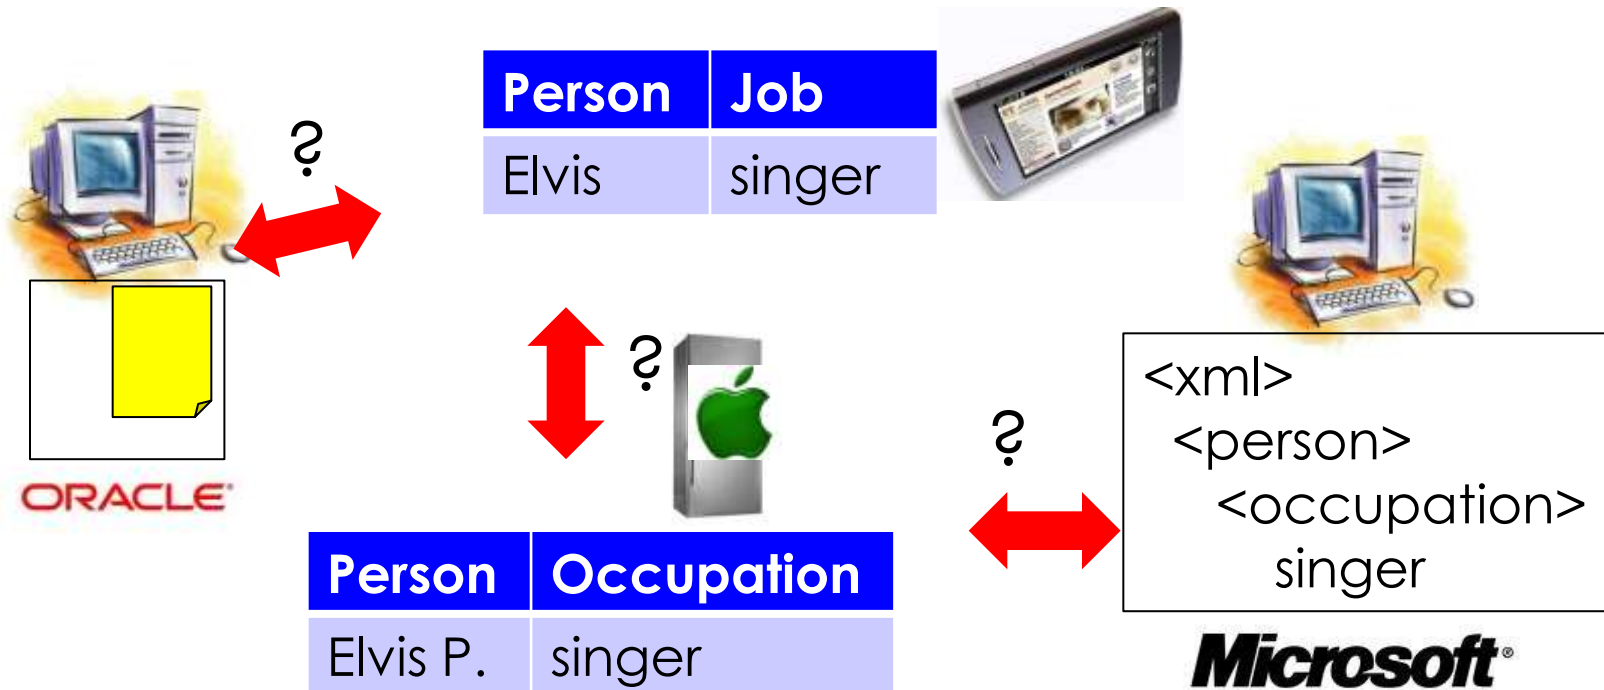 Person Job
Elvis singer
?
?
ORACLE
Person Occupation
Elvis P. singer
?
<xml>
<person>
<occupation>
singer
Microsoft®